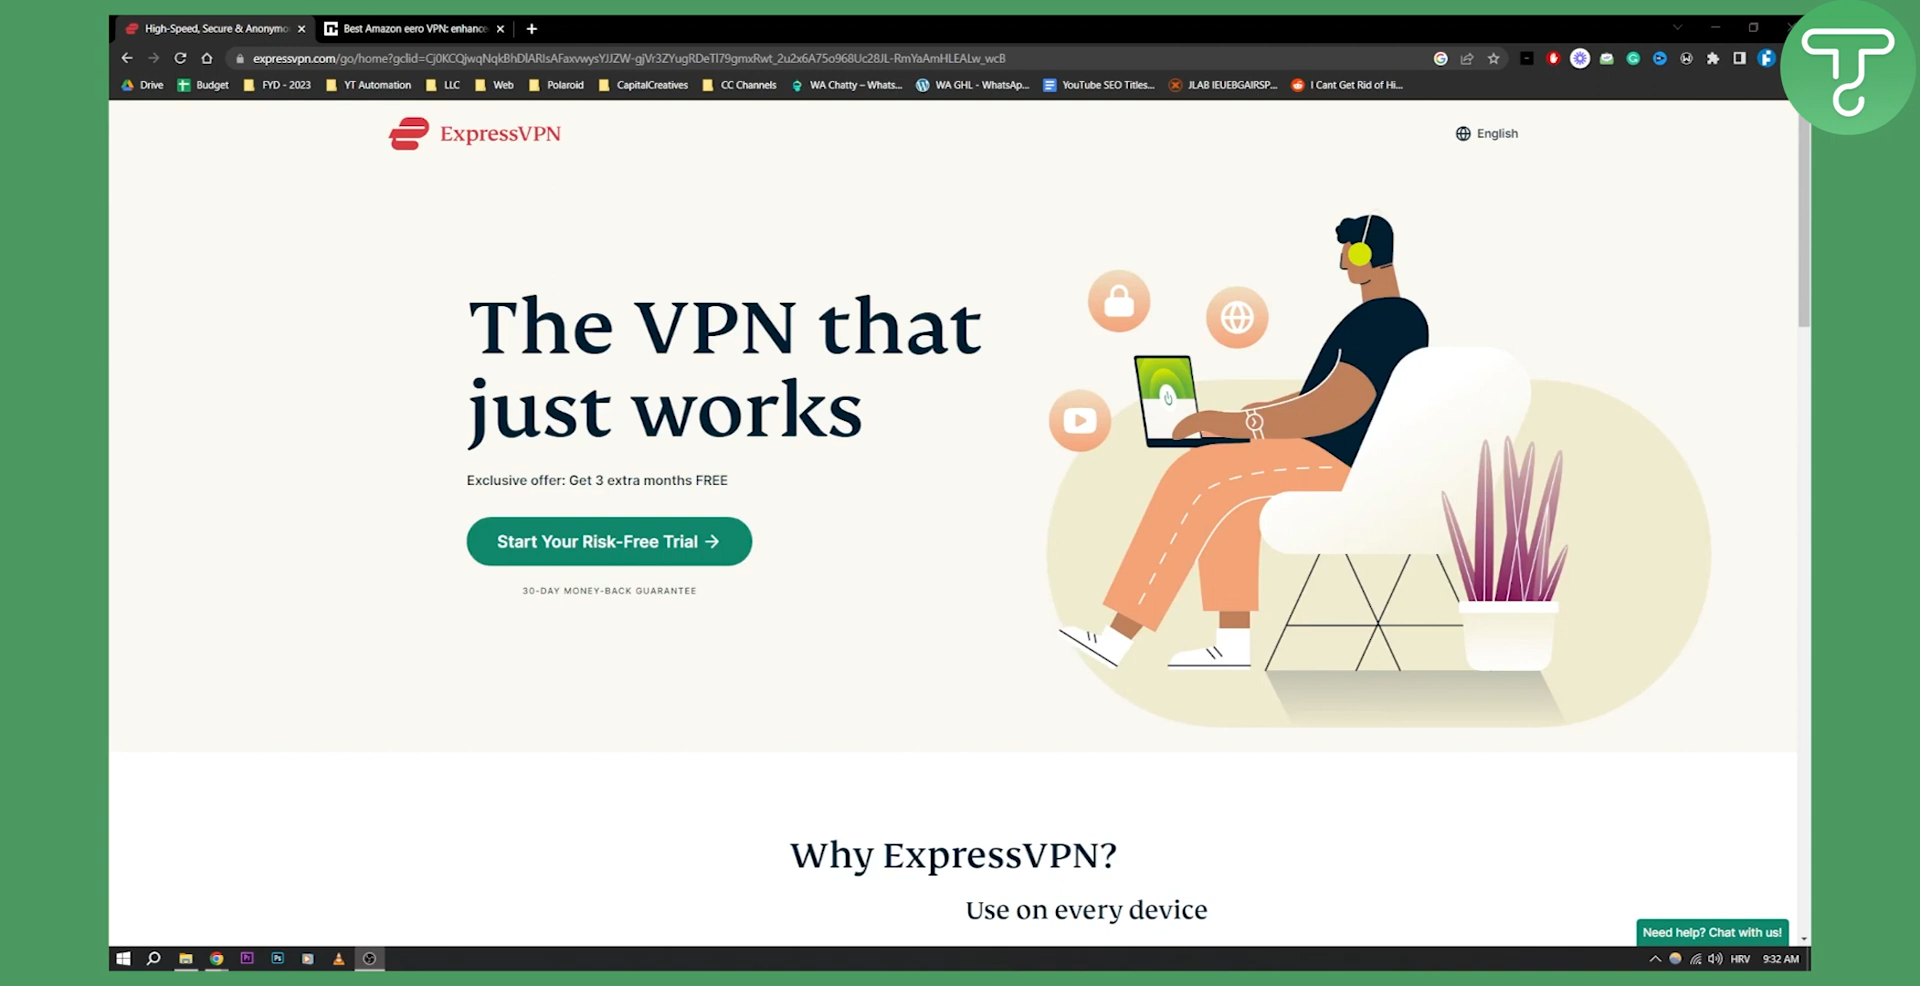 High-Speed, Secure & Anonymo
Best Amazon eero VPN: enhance
expressvpn.com/go/home?gclid=
Drive
Budget
FYD - 2023
YT Automation
LLC
Web
Polaroid
CapitalCreatives
CC Channels
WA Chatty – Whats...
WA GHL - WhatsAp...
YouTube SEO Titles...
JLAB IEUEBGAIRSP...
I Cant Get Rid of Hi...
ExpressVPN
English
The VPN that
just works
Exclusive offer: Get 3 extra months FREE
Start Your Risk-Free Trial →
30-DAY MONEY-BACK GUARANTEE
Why ExpressVPN?
Use on every device
Need help? Chat with us!
HRV
9:32 AM